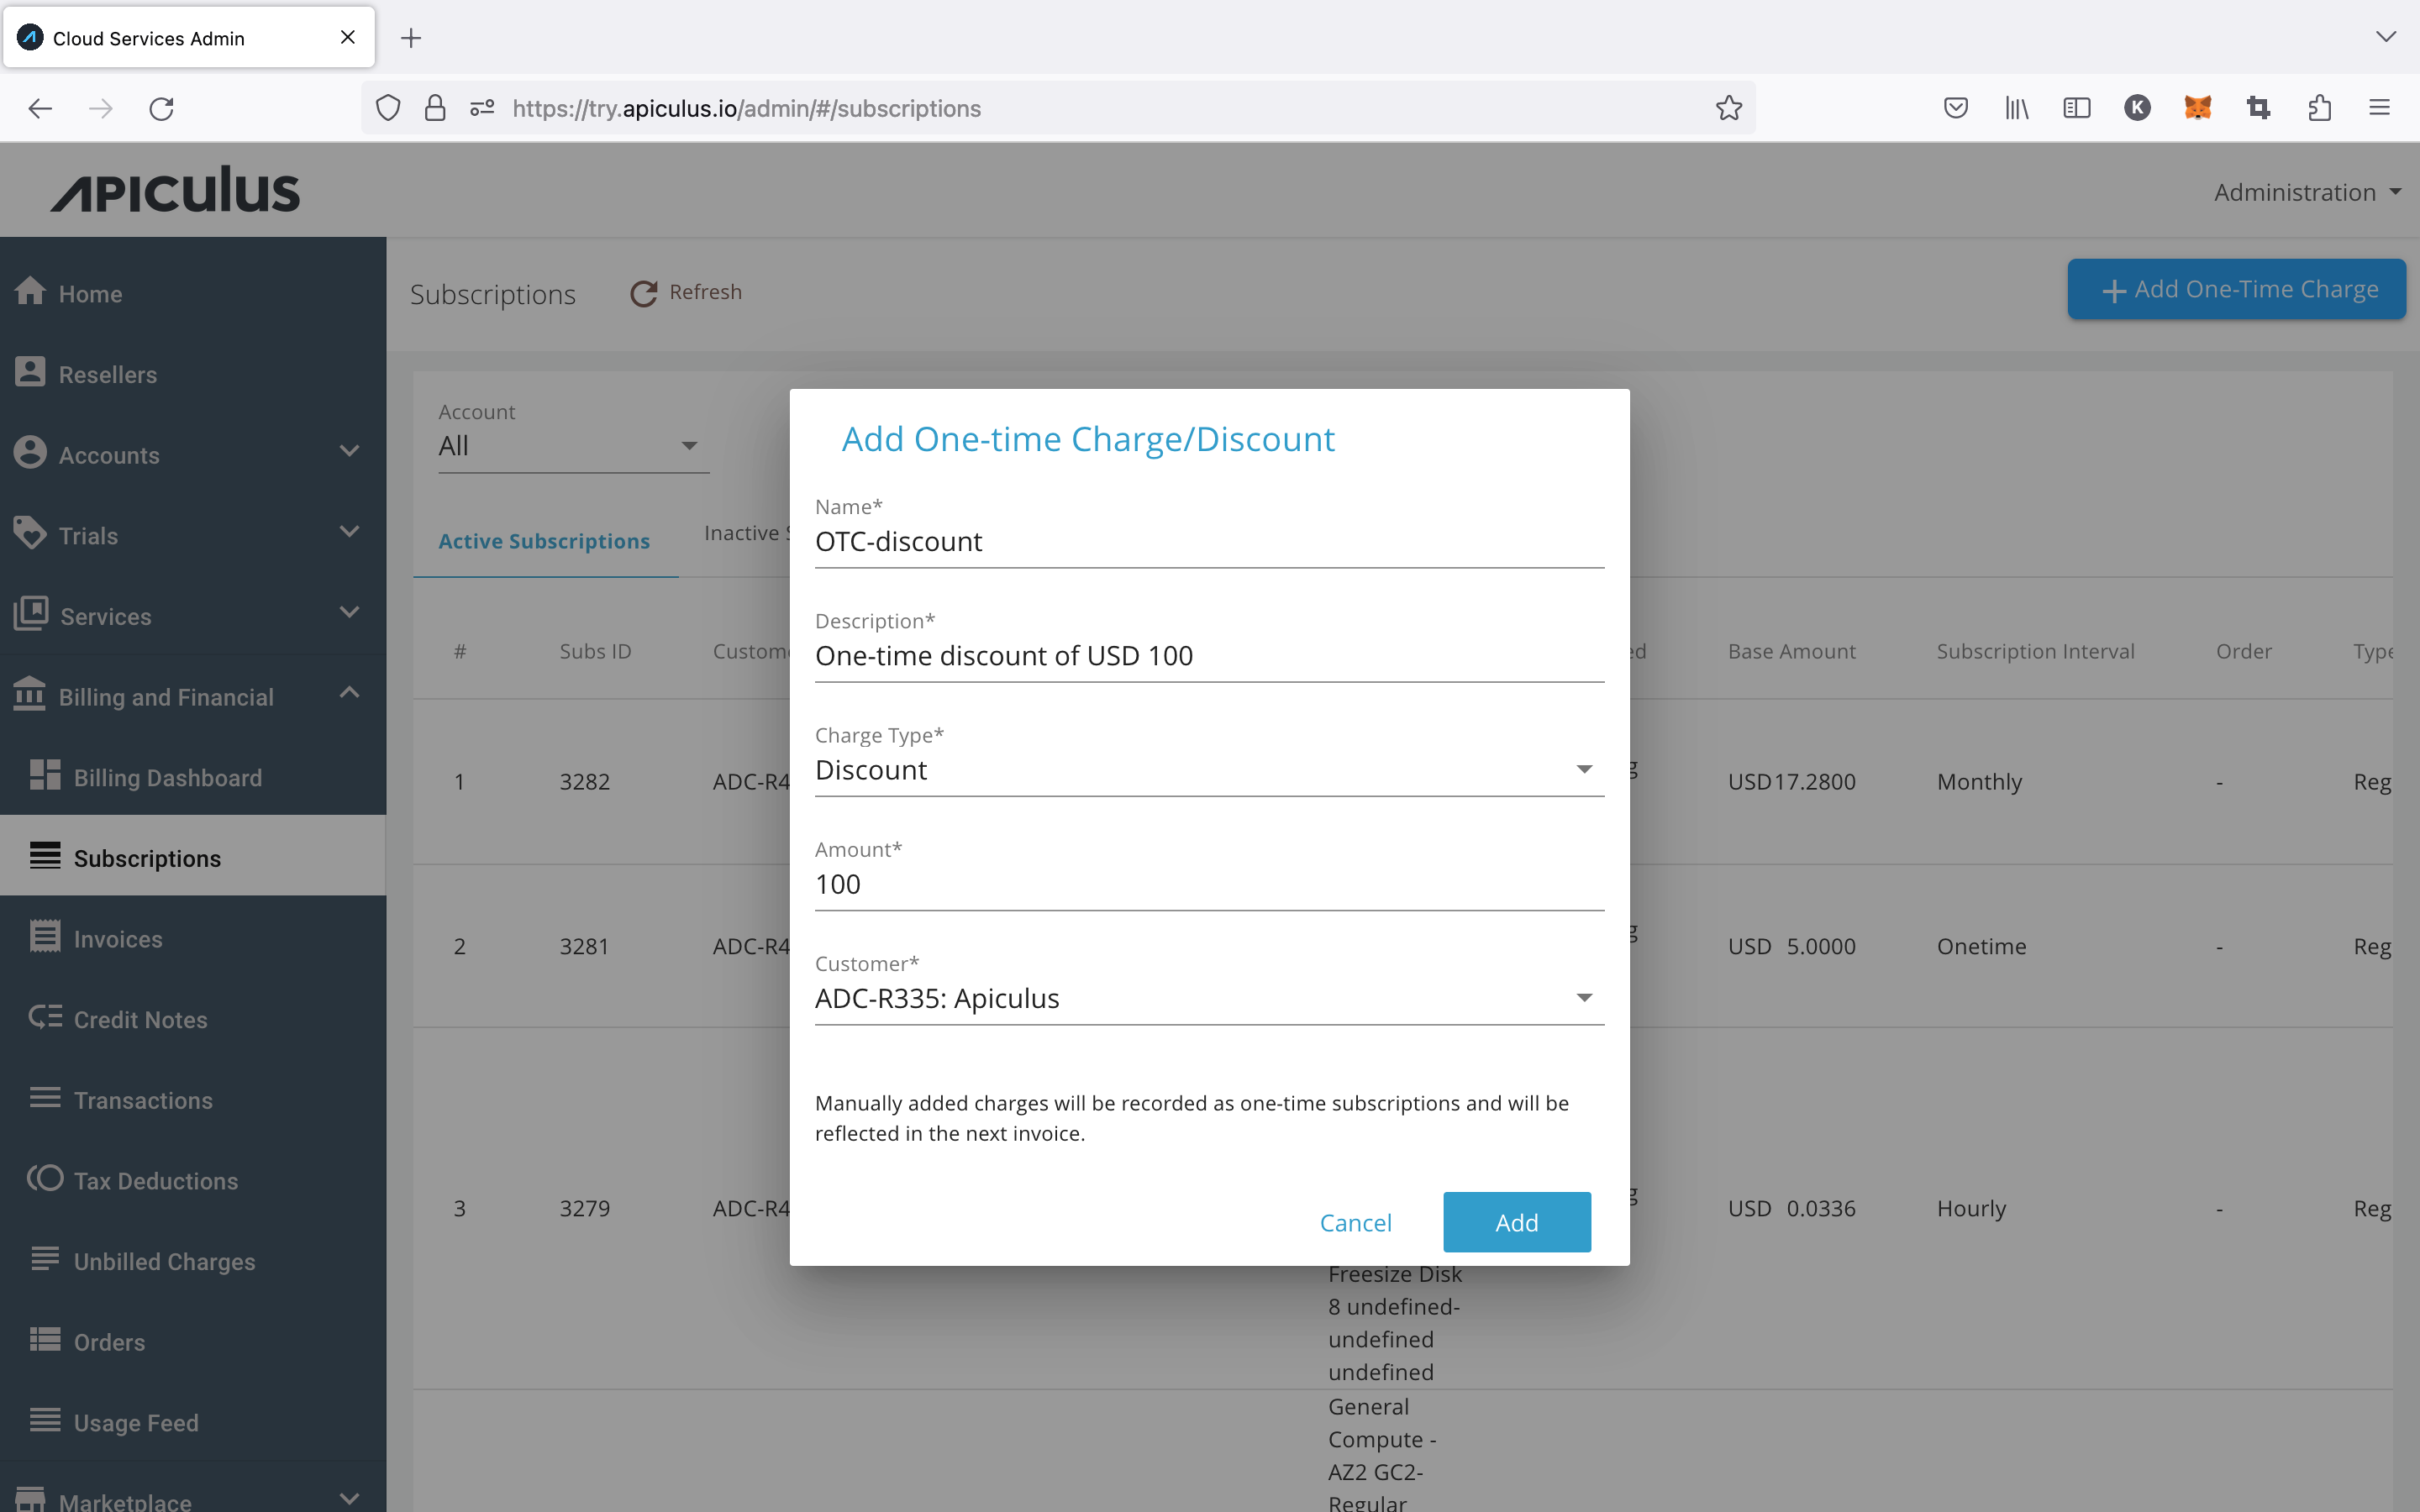 Cloud Services Admin
https://try.apiculus.io/admin/#/subscriptions
K
APICULUS
Administration
Home
Resellers
Accounts
Trials
Services
Billing and Financial
Billing Dashboard
Subscriptions
Invoices
Credit Notes
Transactions
Tax Deductions
Unbilled Charges
Orders
Usage Feed
Marketplace
Subscriptions
Refresh
Add One-Time Charge
Account
All
Active Subscriptions
Inactive
# Subs ID Base Amount Subscription Interval Order Type
1 3282 ADC-R4 USD 17.2800 Monthly - Reg
2 3281 ADC-R4 USD 5.0000 Onetime - Reg
3 3279 ADC-R4 USD 0.0336 Hourly - Reg
Freesize Disk
8 undefined-
undefined
undefined
General
Compute -
AZ2 GC2-
Regular
Add One-time Charge/Discount
Name*
OTC-discount
Description*
One-time discount of USD 100
Charge Type*
Discount
Amount*
100
Customer*
ADC-R335: Apiculus
Manually added charges will be recorded as one-time subscriptions and will be
reflected in the next invoice.
Cancel
Add